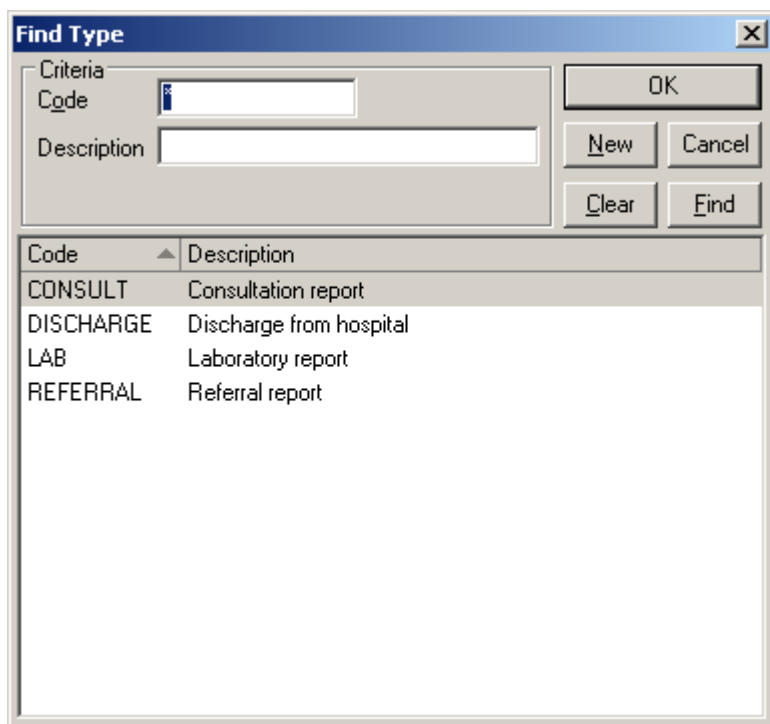 Find Type
Criteria
Code *
OK
Description
New Cancel
Clear Find
Code Description
CONSULT Consultation report
DISCHARGE Discharge from hospital
LAB Laboratory report
REFERRAL Referral report